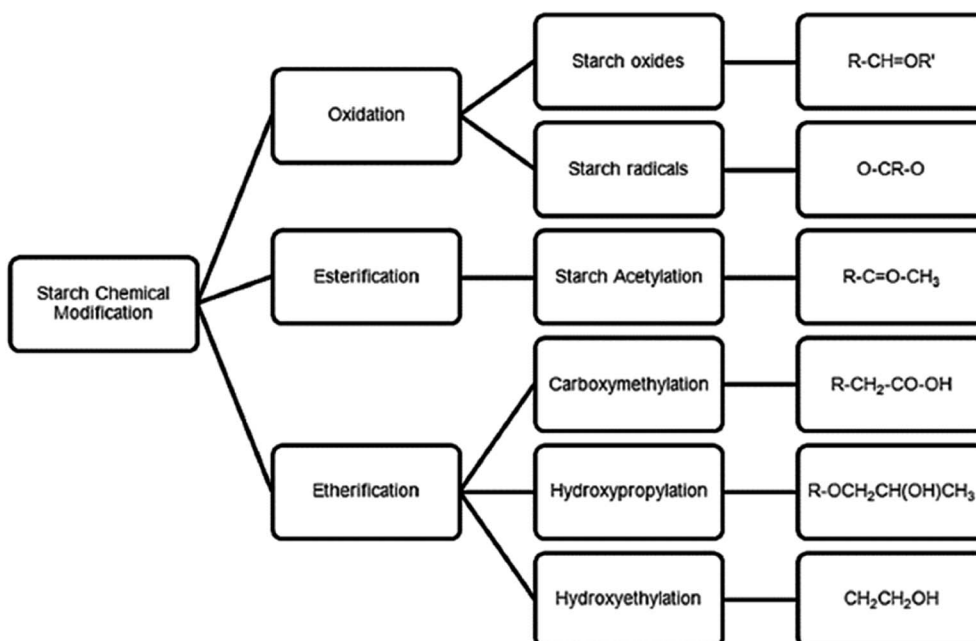 Starch oxides
R-CH=OR'
Oxidation
Starch radicals
O-CR-O
Esterification
Starch Acetylation
R-C=O-CH₃
Starch Chemical
Modification
Carboxymethylation
R-CH₂-CO-OH
Etherification
Hydroxypropylation
R-OCH₂CH(OH)CH₃
Hydroxyethylation
CH₂CH₂OH